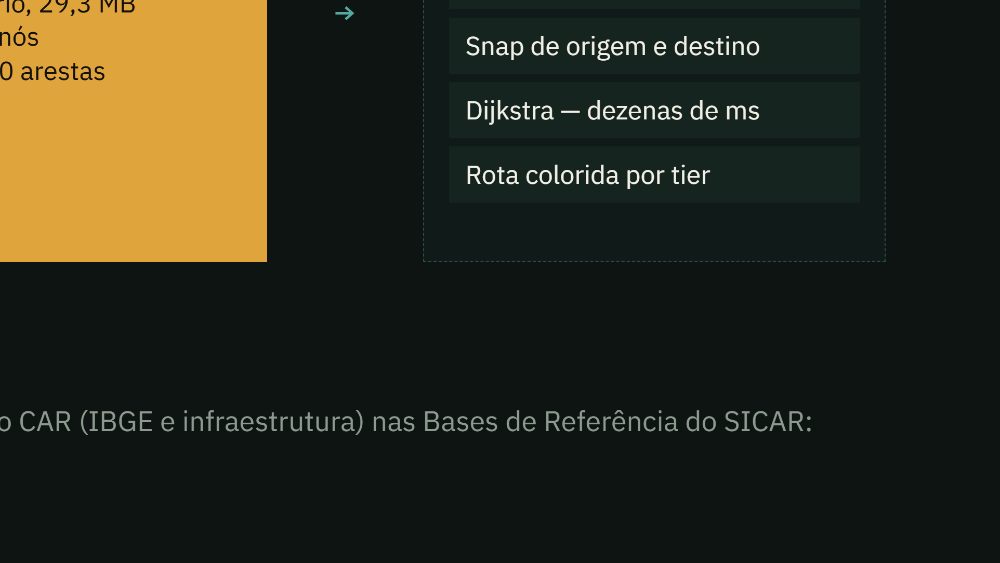 29,3 MB
nós
0 arestas
→
Snap de origem e destino
Dijkstra — dezenas de ms
Rota colorida por tier
o CAR (IBGE e infraestrutura) nas Bases de Referência do SICAR: